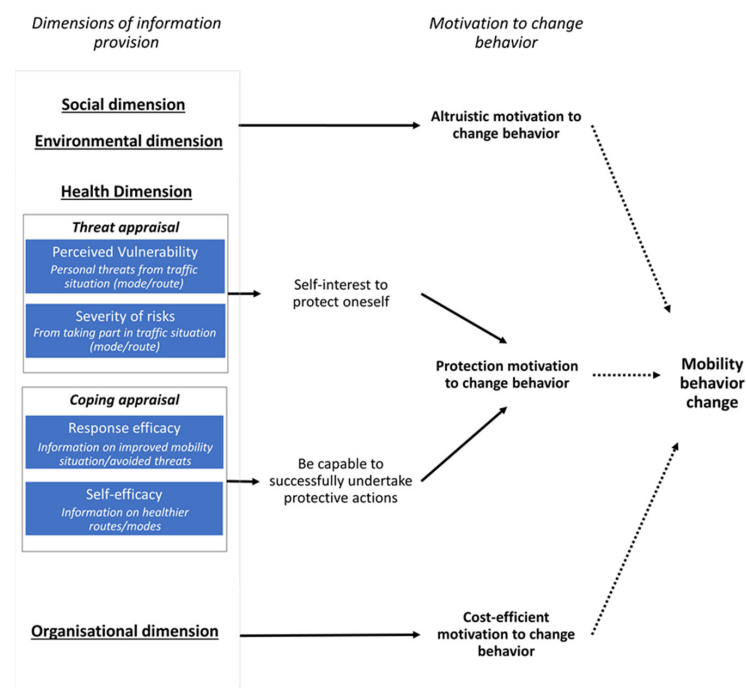 Dimensions of information
provision
Motivation to change
behavior
Social dimension
Environmental dimension
Altruistic motivation to
change behavior
Health Dimension
Threat appraisal
Perceived Vulnerability
Personal threats from traffic
situation (mode/route)
Severity of risks
From taking part in traffic situation
(mode/route)
Self-interest to
protect oneself
Protection motivation
to change behavior
Mobility
behavior
change
Coping appraisal
Response efficacy
Information on improved mobility
situation/avoided threats
Self-efficacy
Information on healthier
routes/modes
Be capable to
successfully undertake
protective actions
Organisational dimension
Cost-efficient
motivation to change
behavior